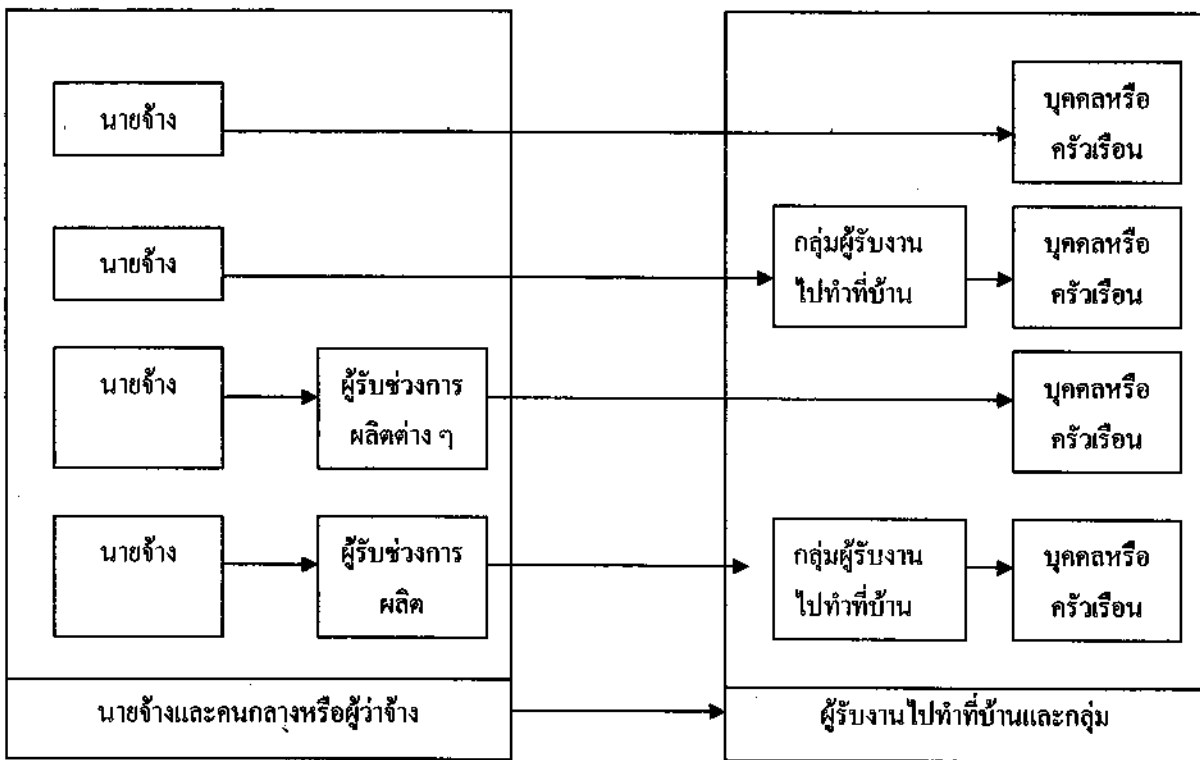 นายจ้าง
บุคคลหรือ
ครัวเรือน
นายจ้าง
กลุ่มผู้รับงาน
ไปทำที่บ้าน
บุคคลหรือ
ครัวเรือน
นายจ้าง
ผู้รับช่วงการ
ผลิตต่าง ๆ
บุคคลหรือ
ครัวเรือน
นายจ้าง
ผู้รับช่วงการ
ผลิต
กลุ่มผู้รับงาน
ไปทำที่บ้าน
บุคคลหรือ
ครัวเรือน
นายจ้างและคนกลางหรือผู้ว่าจ้าง
ผู้รับงานไปทำที่บ้านและกลุ่ม